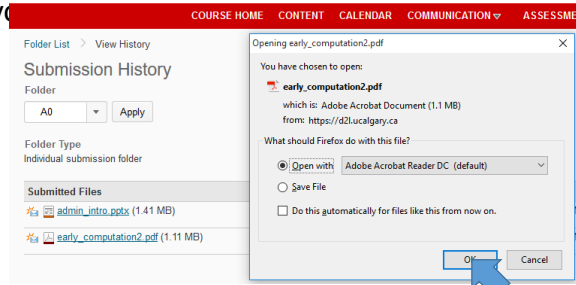 COURSE HOME CONTENT CALENDAR COMMUNICATION ASSESSME
Folder List > View History
Submission History
Folder
A0 Apply
Folder Type
Individual submission folder
Submitted Files
admin_intro.pptx (1.41 MB)
early_computation2.pdf (1.11 MB)
Opening early_computation2.pdf
You have chosen to open:
early_computation2.pdf
which is: Adobe Acrobat Document (1.1 MB)
from: https://d2l.ucalgary.ca
What should Firefox do with this file?
Open with Adobe Acrobat Reader DC (default)
Save File
Do this automatically for files like this from now on.
OK Cancel